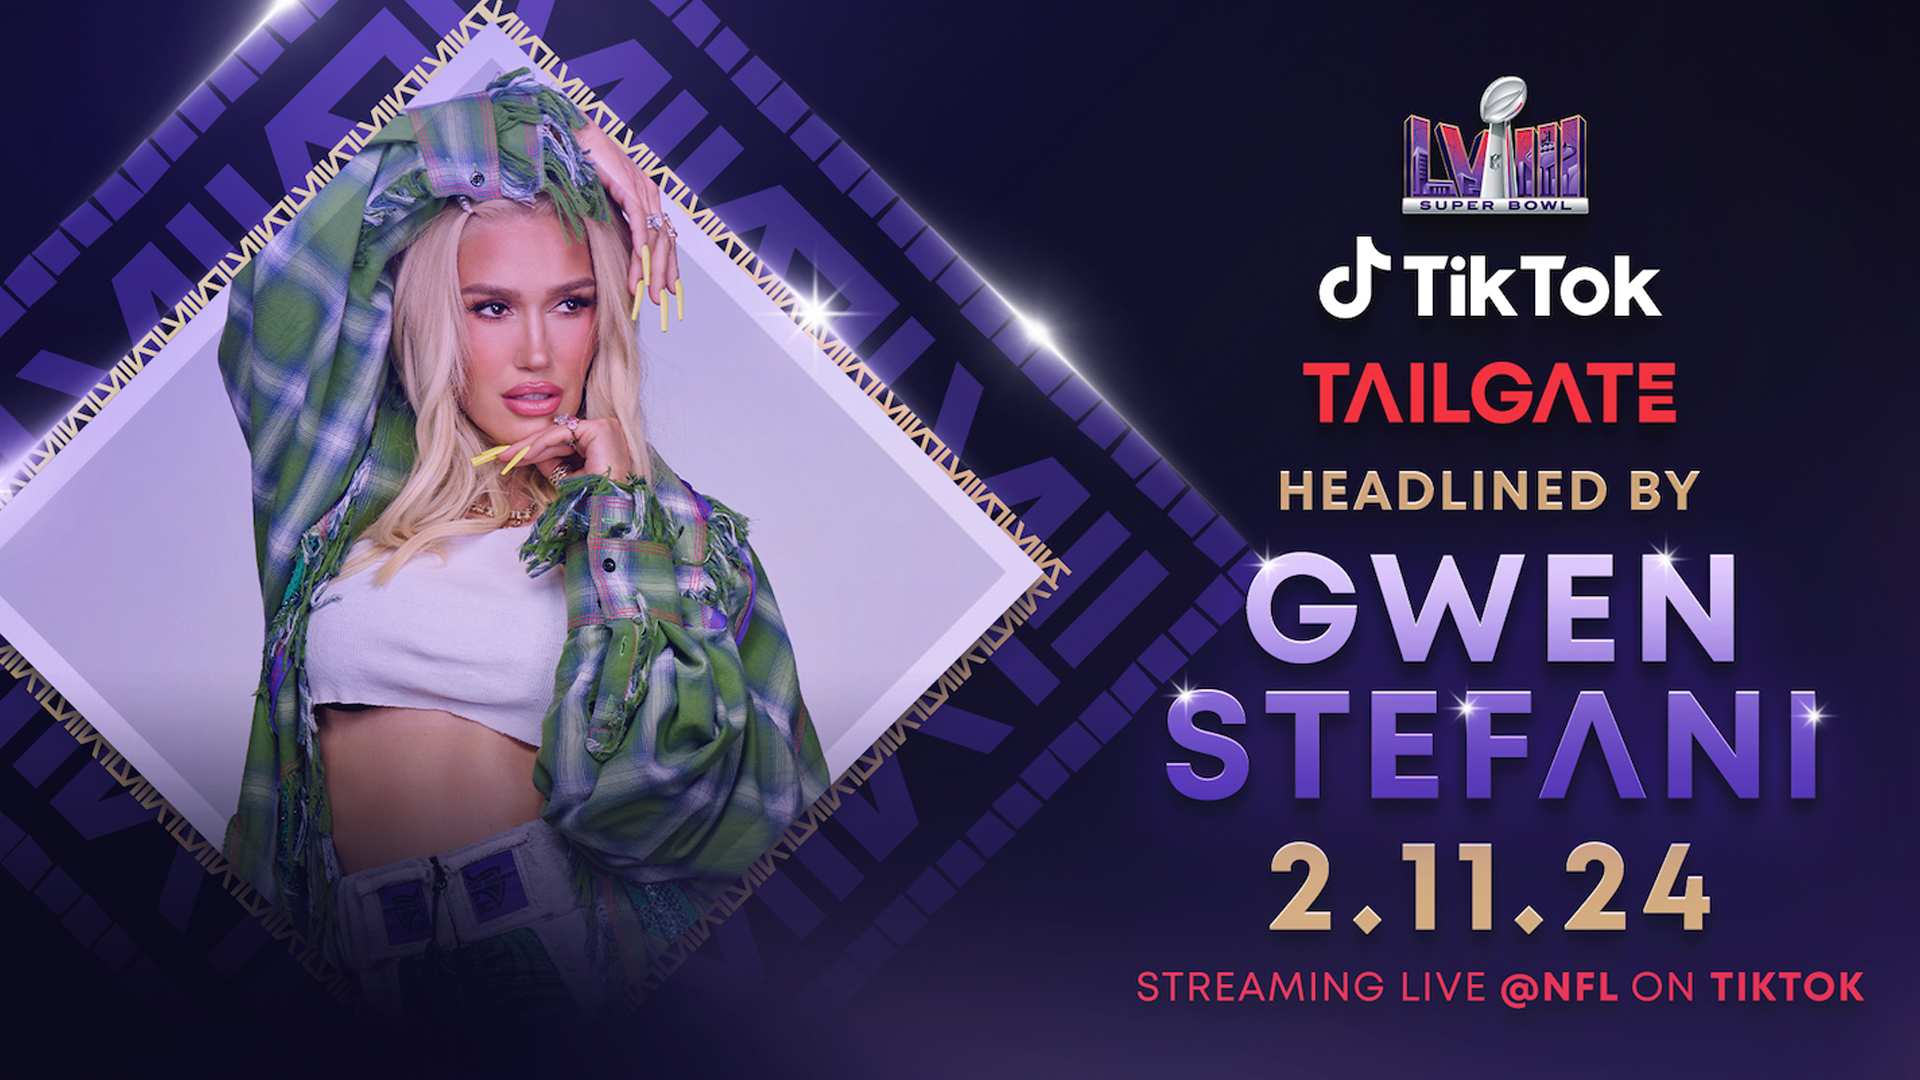 LVIII
SUPER BOWL
TikTok
TAILGATE
HEADLINED BY
GWEN
STEFANI
2.11.24
STREAMING LIVE @NFL ON TIKTOK